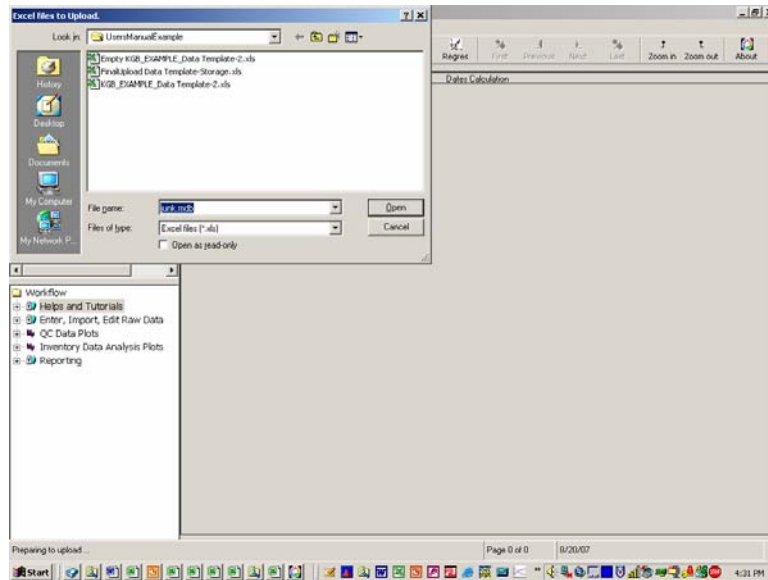 Excel files to Upload.
Look in: UsersManualExample
Empty KGB_EXAMPLE_Data Template-2.xls
FinalUpload Data Template-Storage.xls
KGB_EXAMPLE_Data Template-2.xls
History
Desktop
Documents
My Computer
My Network P...
File name: junk.mdb
Open
Files of type: Excel files (*.xls)
Cancel
Open as read-only
Regres
First
Previous
Next
Last
Zoom in
Zoom out
About
Dates Calculation
Workflow
Helps and Tutorials
Enter, Import, Edit Raw Data
QC Data Plots
Inventory Data Analysis Plots
Reporting
Preparing to upload ...
Page 0 of 0
8/20/07
Start
4:31 PM